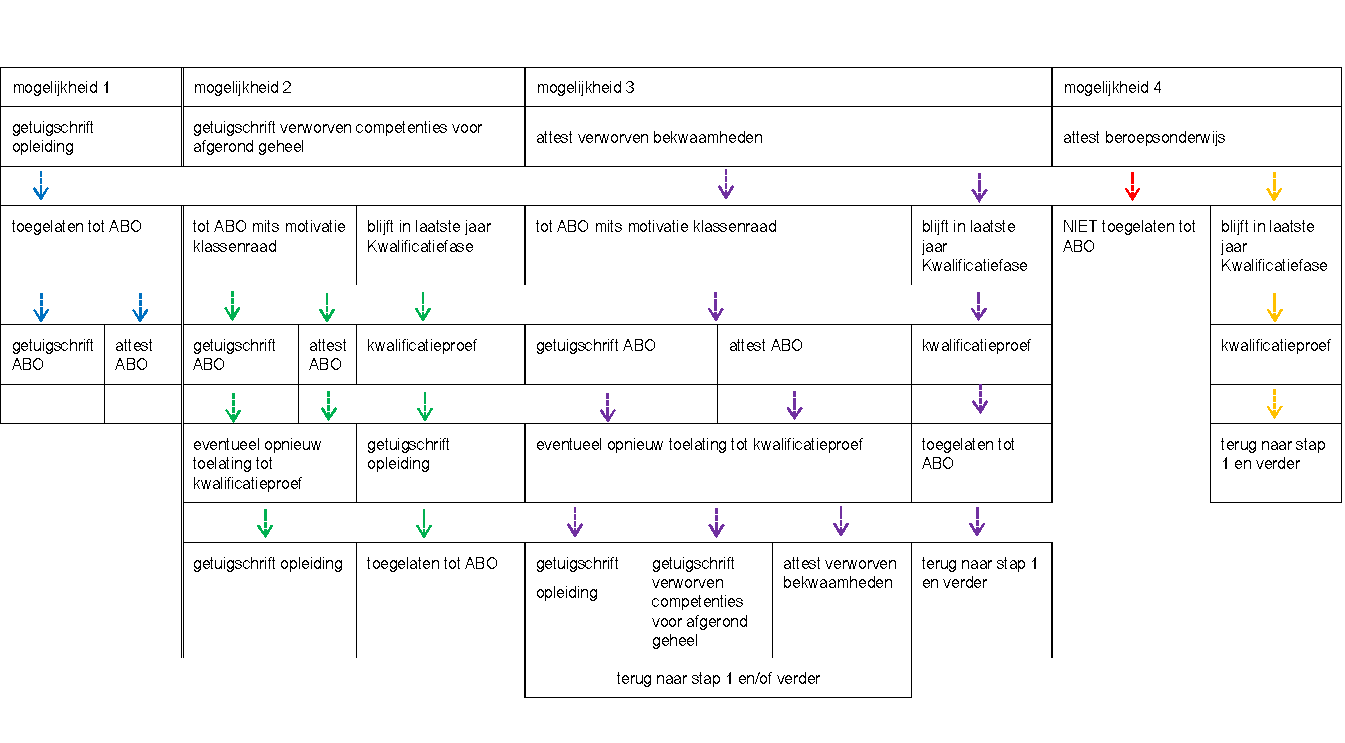 mogelijkheid 1
mogelijkheid 2
mogelijkheid 3
mogelijkheid 4
getuigschrift
opleiding
getuigschrift verworven competenties voor
afgerond geheel
attest verworven bekwaamheden
attest beroepsonderwijs
toegelaten tot ABO
tot ABO mits motivatie
klassenraad
blijft in laatste jaar
Kwalificatiefase
tot ABO mits motivatie klassenraad
blijft in laatste
jaar
Kwalificatiefase
NIET toegelaten tot
ABO
blijft in laatste
jaar
Kwalificatiefase
getuigschrift
ABO
attest
ABO
getuigschrift
ABO
attest
ABO
kwalificatieproef
getuigschrift ABO
attest ABO
kwalificatieproef
kwalificatieproef
eventueel opnieuw
toelating tot
kwalificatieproef
getuigschrift
opleiding
eventueel opnieuw toelating tot kwalificatieproef
toegelaten tot
ABO
terug naar stap
1 en verder
getuigschrift opleiding
toegelaten tot ABO
getuigschrift
opleiding
getuigschrift
verworven
competenties
voor afgerond
geheel
attest verworven
bekwaamheden
terug naar stap 1
en verder
terug naar stap 1 en/of verder